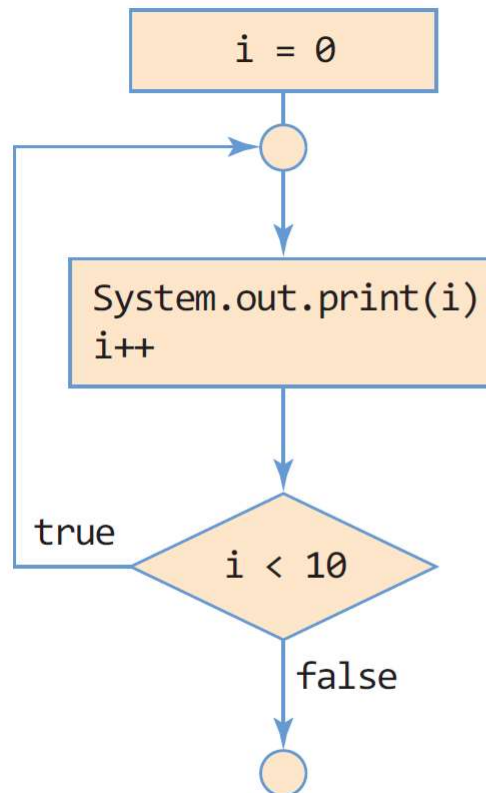 i = 0
System.out.print(i)
i++
true
i < 10
false